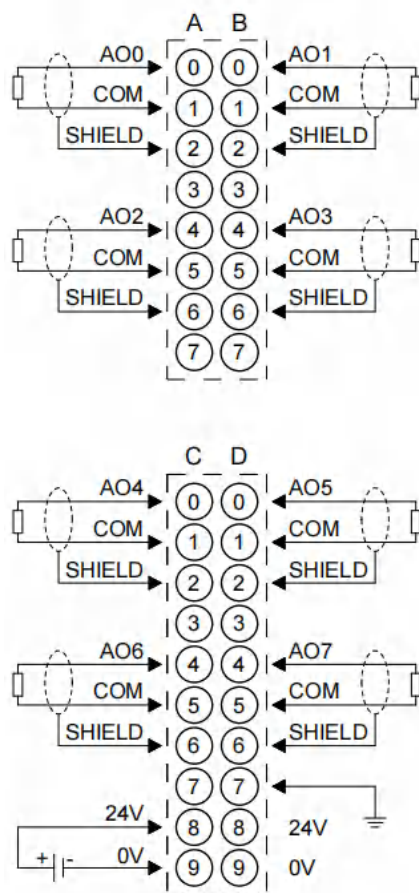 A B
AO0 0 0 AO1
COM 1 1 COM
SHIELD 2 2 SHIELD
3 3
AO2 4 4 AO3
COM 5 5 COM
SHIELD 6 6 SHIELD
7 7
C D
AO4 0 0 AO5
COM 1 1 COM
SHIELD 2 2 SHIELD
3 3
AO6 4 4 AO7
COM 5 5 COM
SHIELD 6 6 SHIELD
7 7
24V 8 8 24V
+ - 0V 9 9 0V